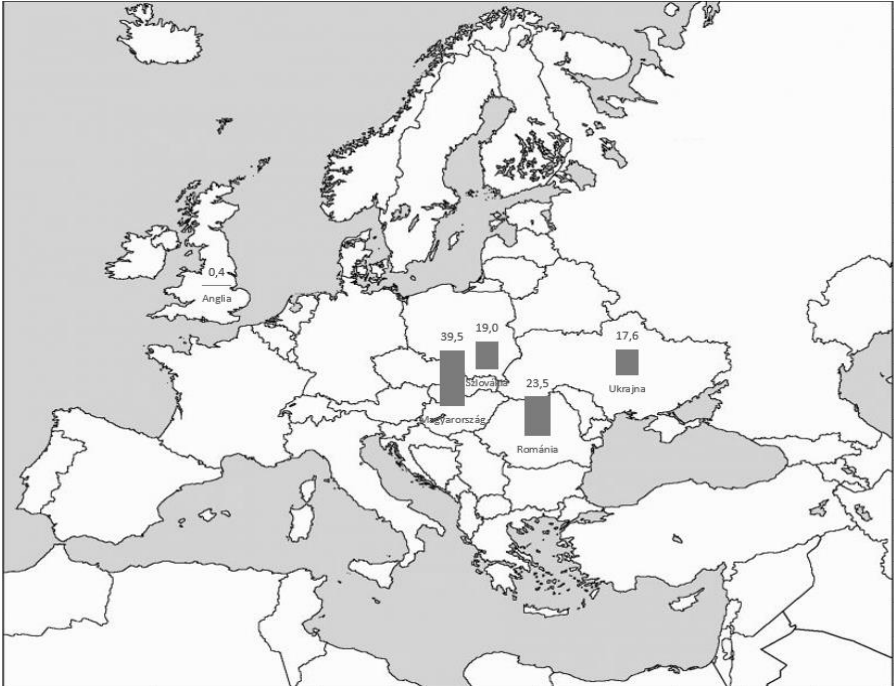 0,4
Anglia
39,5
19,0
17,6
Szlovákia
Ukrajna
23,5
Magyarország
Románia